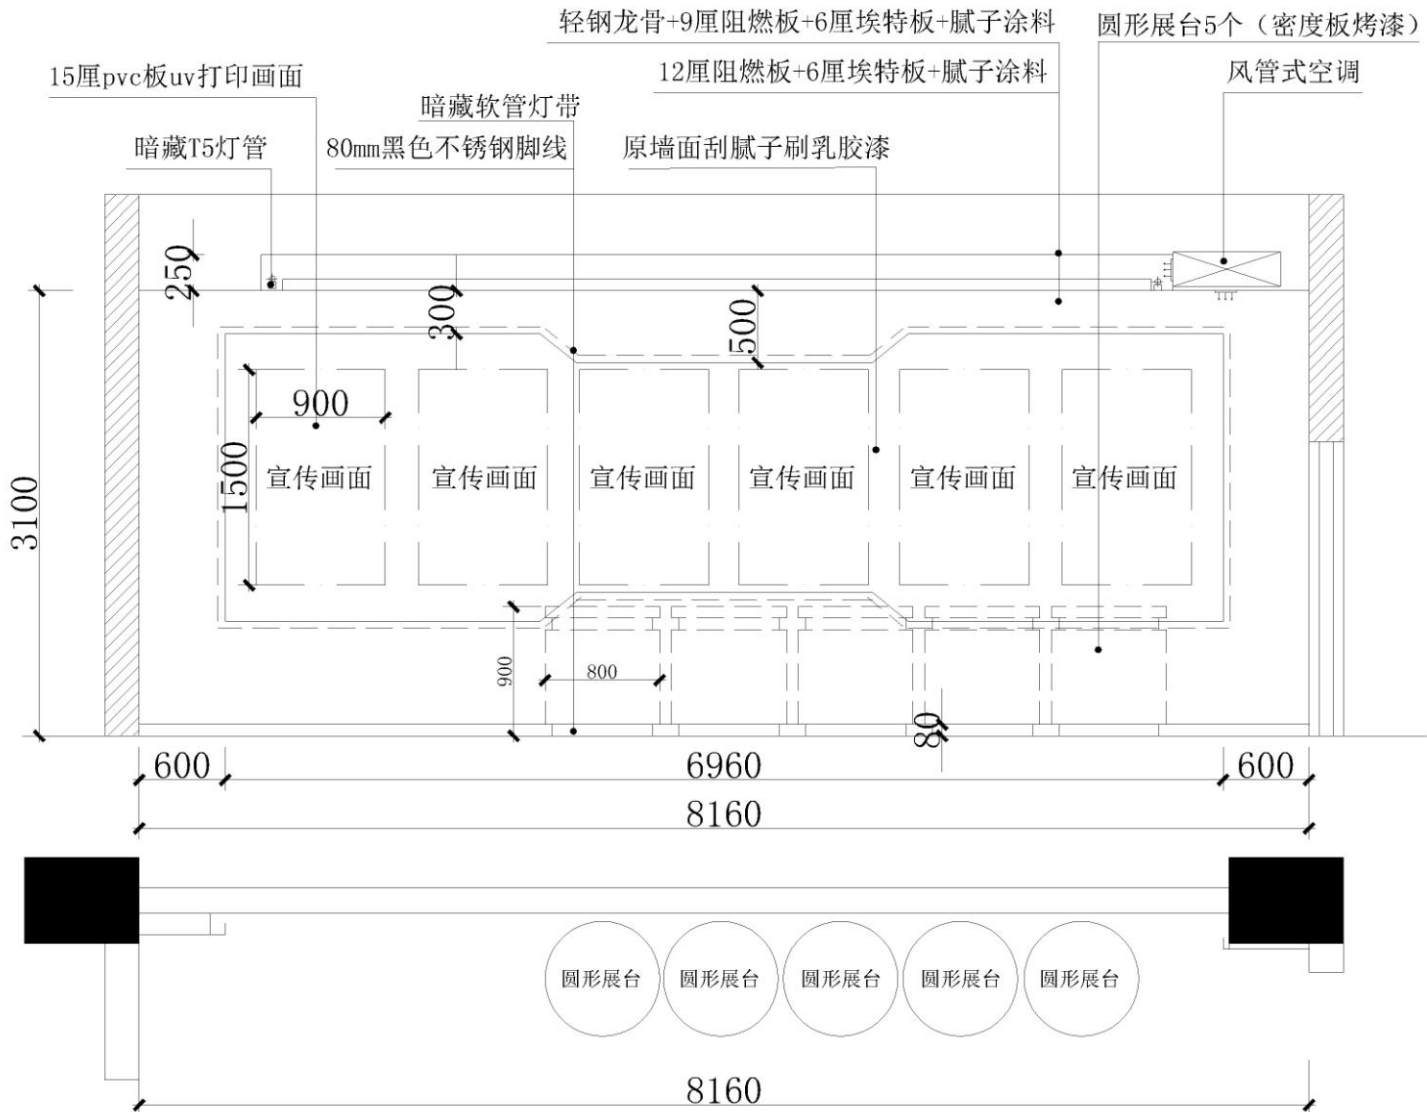 轻钢龙骨+9厘阻燃板+6厘埃特板+腻子涂料
圆形展台5个（密度板烤漆）
15厘pvc板uv打印画面
12厘阻燃板+6厘埃特板+腻子涂料
风管式空调
暗藏软管灯带
暗藏T5灯管
80mm黑色不锈钢脚线
原墙面刮腻子刷乳胶漆
250
300
500
900
1500
3100
宣传画面
宣传画面
宣传画面
宣传画面
宣传画面
宣传画面
900
800
80
600
6960
600
8160
圆形展台
圆形展台
圆形展台
圆形展台
圆形展台
8160